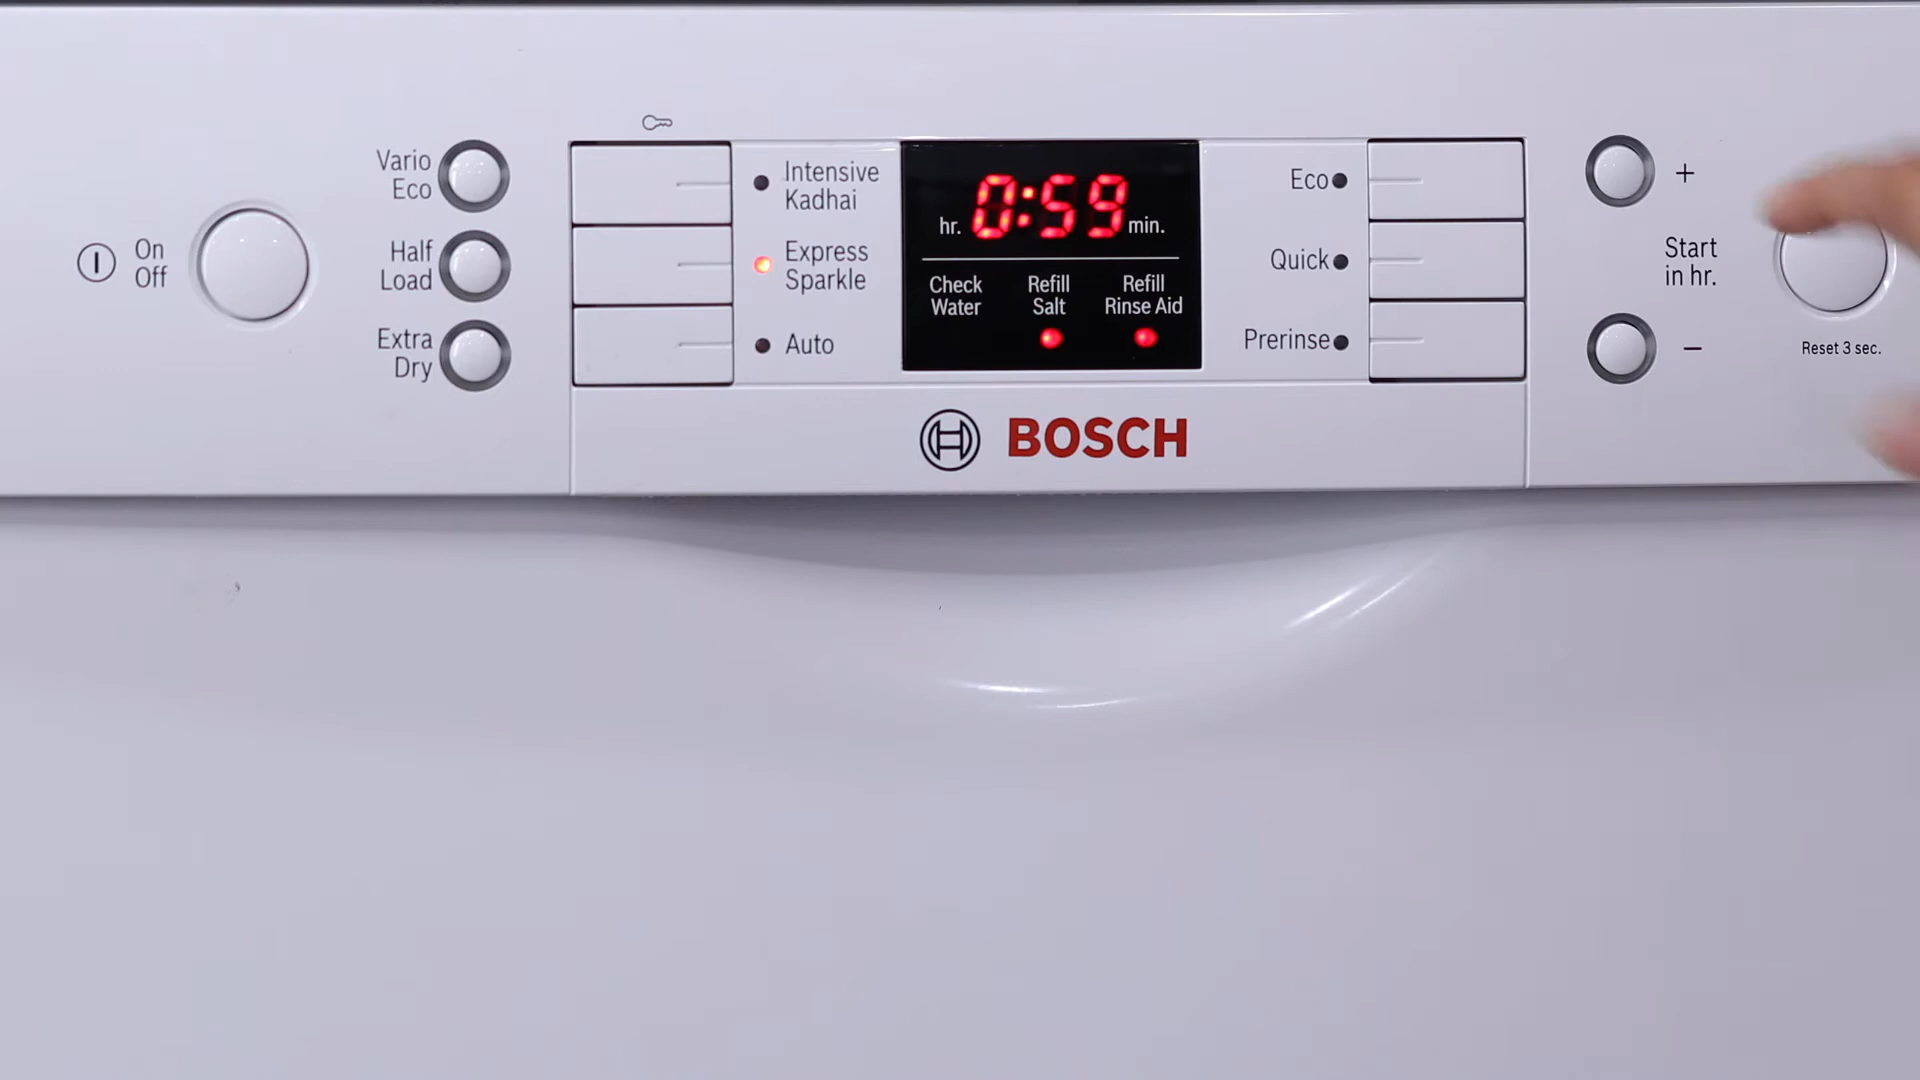 On
Off
Vario
Eco
Half
Load
Extra
Dry
Intensive
Kadhai
Express
Sparkle
Auto
hr. 0:59 min.
Check
Water
Refill
Salt
Refill
Rinse Aid
Eco
Quick
Prerinse
+
Start
in hr.
−
Reset 3 sec.
BOSCH